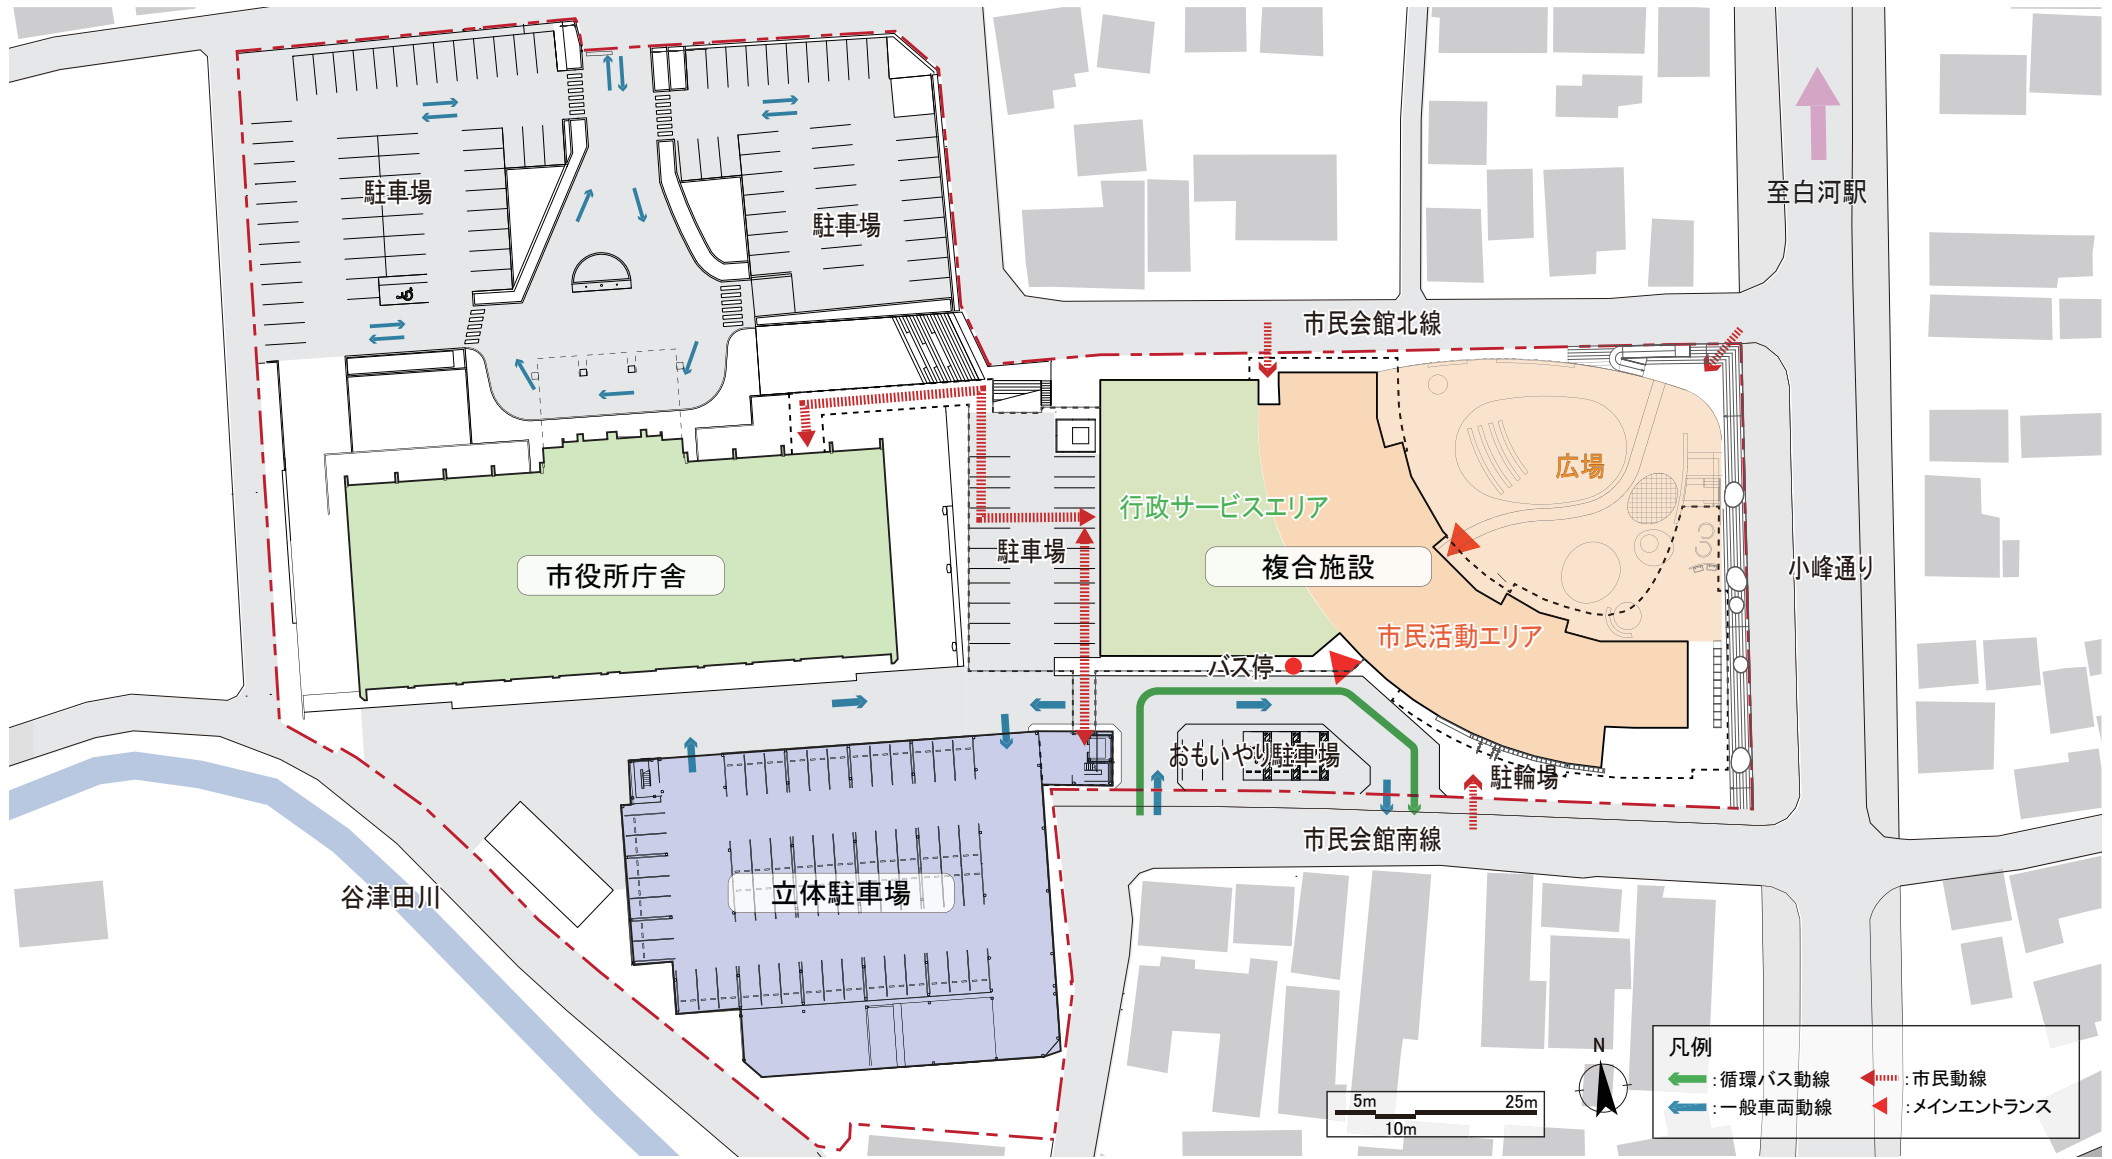 駐車場
駐車場
至白河駅
市民会館北線
広場
行政サービスエリア
駐車場
複合施設
市役所庁舎
小峰通り
市民活動エリア
バス停
おもいやり駐車場
駐輪場
市民会館南線
立体駐車場
谷津田川
N
5m
25m
10m
凡例
:循環バス動線
:市民動線
:一般車両動線
:メインエントランス